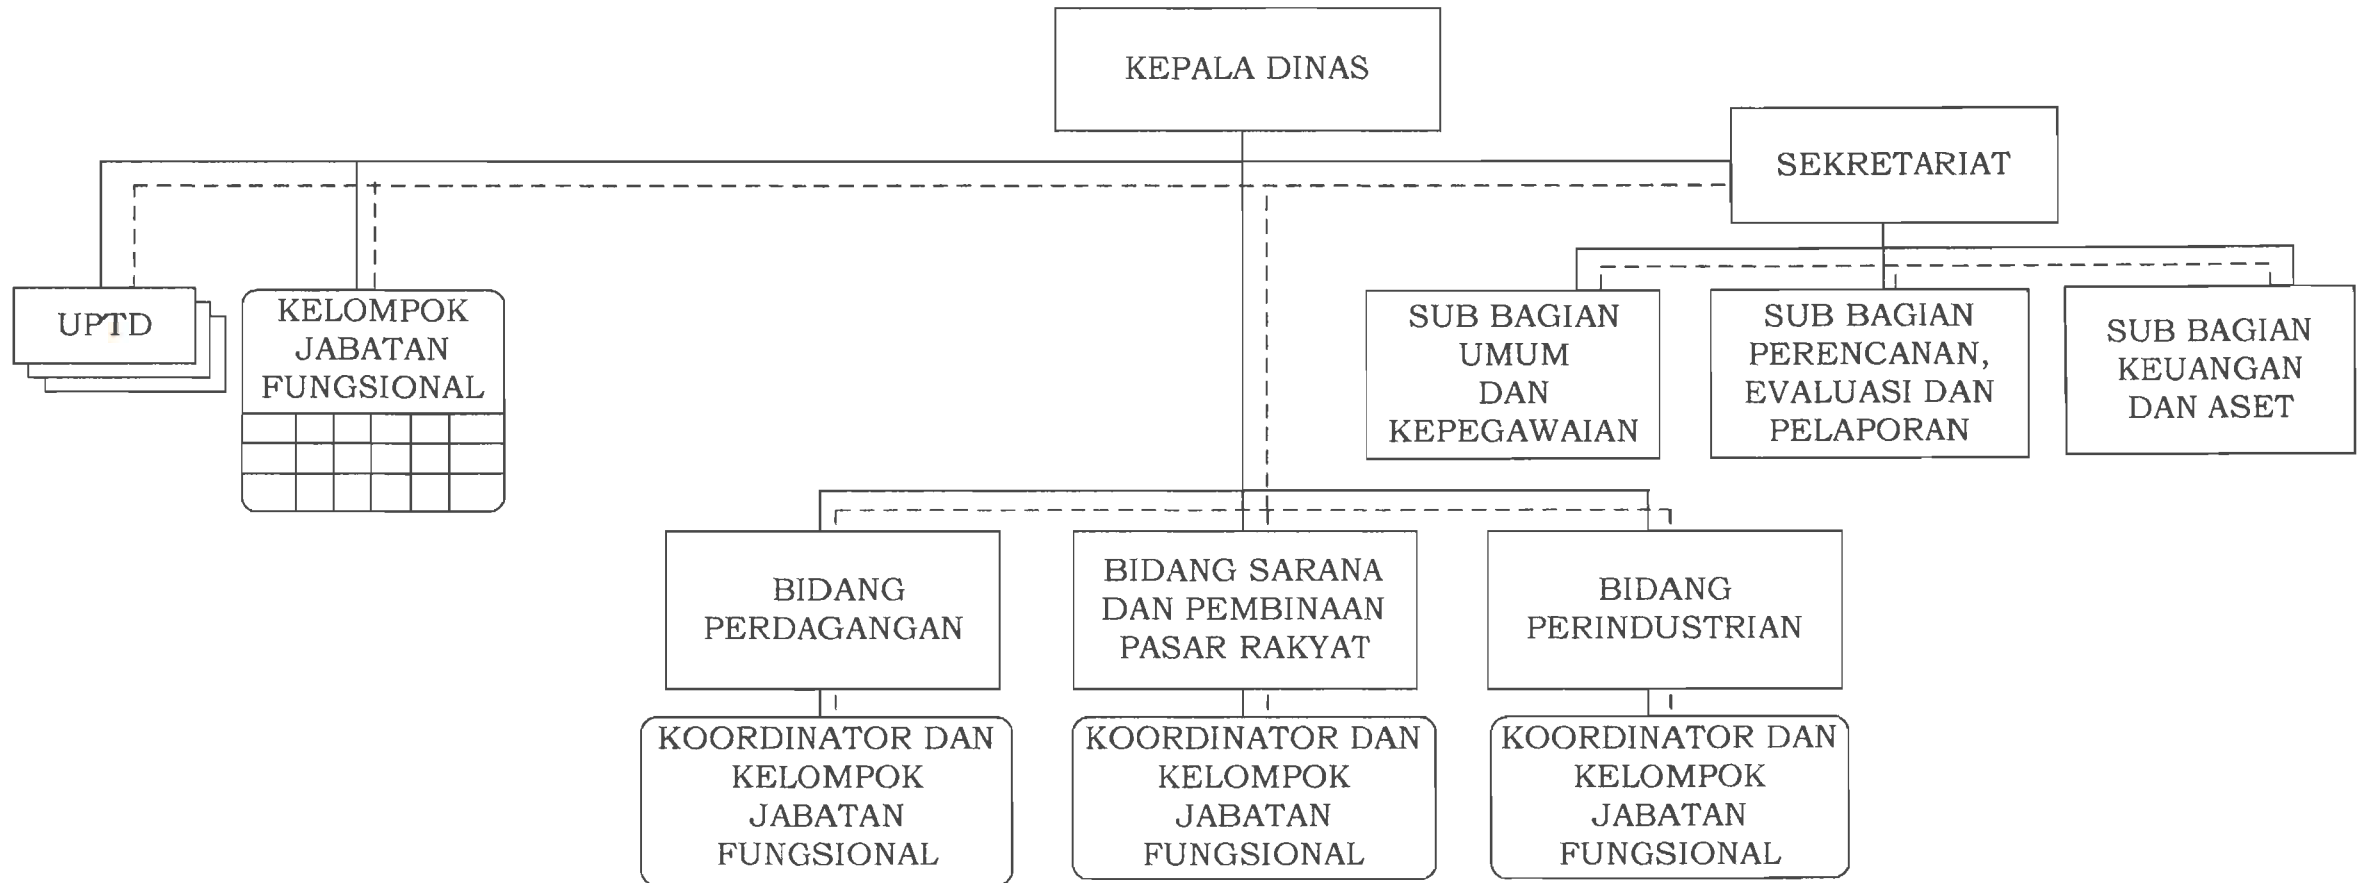 KEPALA DINAS
SEKRETARIAT
UPTD
KELOMPOK
JABATAN
FUNGSIONAL
SUB BAGIAN
UMUM
DAN
KEPEGAWAIAN
SUB BAGIAN
PERENCANAN,
EVALUASI DAN
PELAPORAN
SUB BAGIAN
KEUANGAN
DAN ASET
BIDANG
PERDAGANGAN
BIDANG SARANA
DAN PEMBINAAN
PASAR RAKYAT
BIDANG
PERINDUSTRIAN
KOORDINATOR DAN
KELOMPOK
JABATAN
FUNGSIONAL
KOORDINATOR DAN
KELOMPOK
JABATAN
FUNGSIONAL
KOORDINATOR DAN
KELOMPOK
JABATAN
FUNGSIONAL